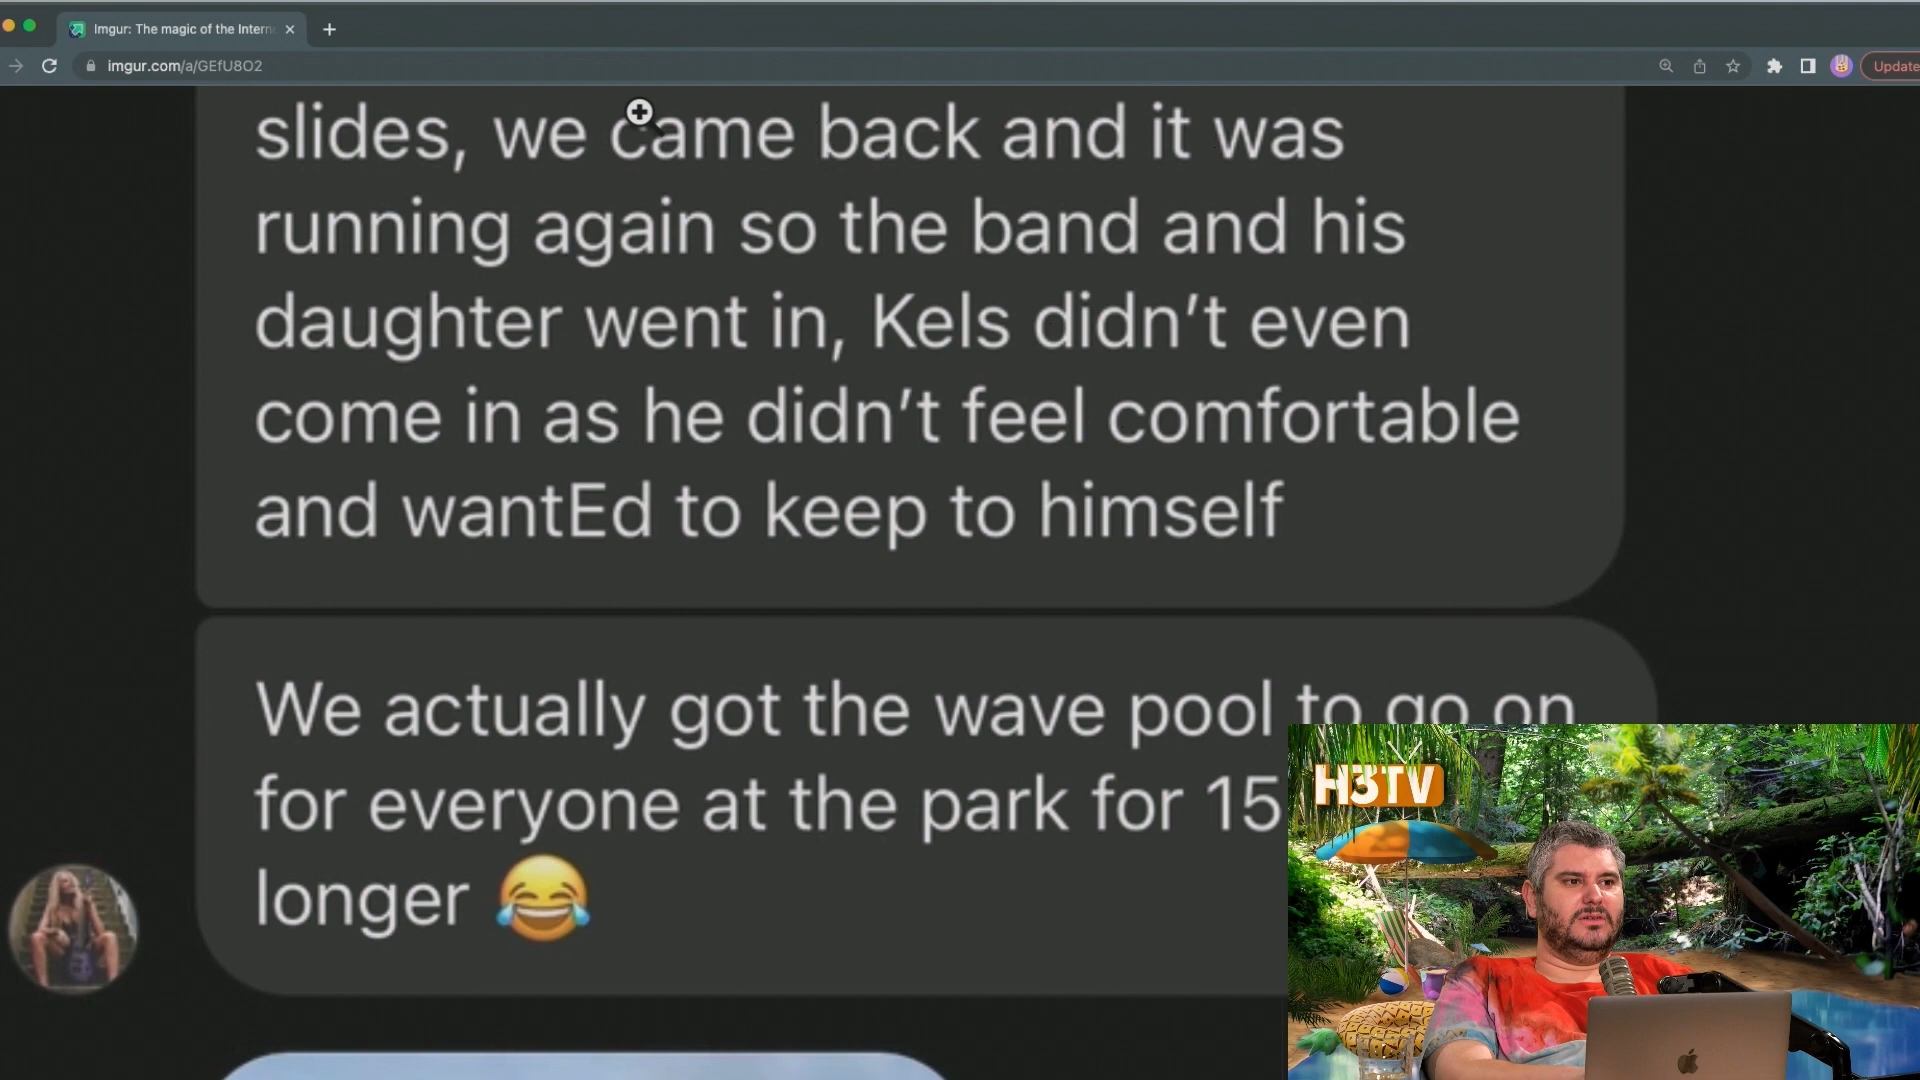 Imgur: The magic of the Intern
imgur.com/a/GEfU8O2
Update
slides, we came back and it was
running again so the band and his
daughter went in, Kels didn’t even
come in as he didn’t feel comfortable
and wantEd to keep to himself
We actually got the wave pool to go on
for everyone at the park for 15
longer 😂
H3TV